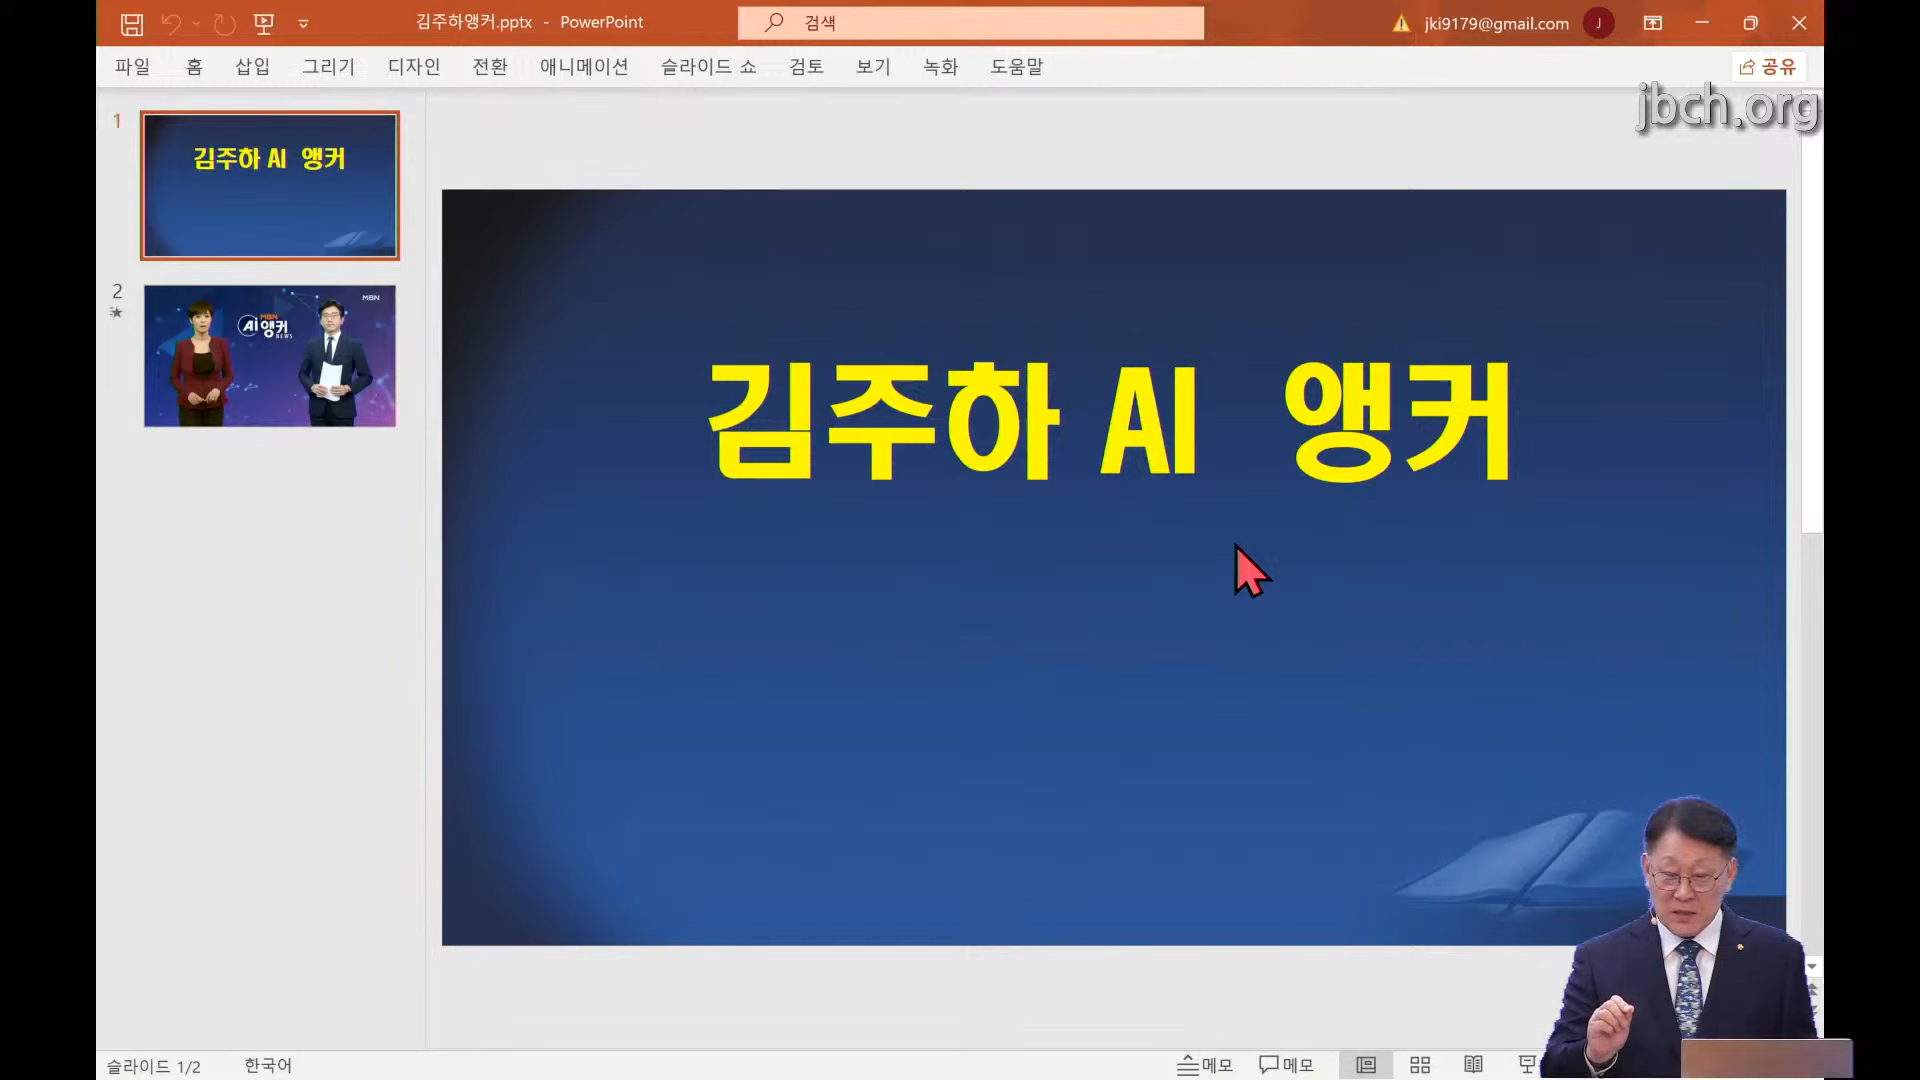 김주하앵커.pptx - PowerPoint
검색
jki9179@gmail.com
J
파일 홈 삽입 그리기 디자인 전환 애니메이션 슬라이드 쇼 검토 보기 녹화 도움말
공유
jbch.org
1
김주하 AI 앵커
2
MBN
MBN
AI 앵커
NEWS
김주하 AI 앵커
슬라이드 1/2
한국어
메모
메모